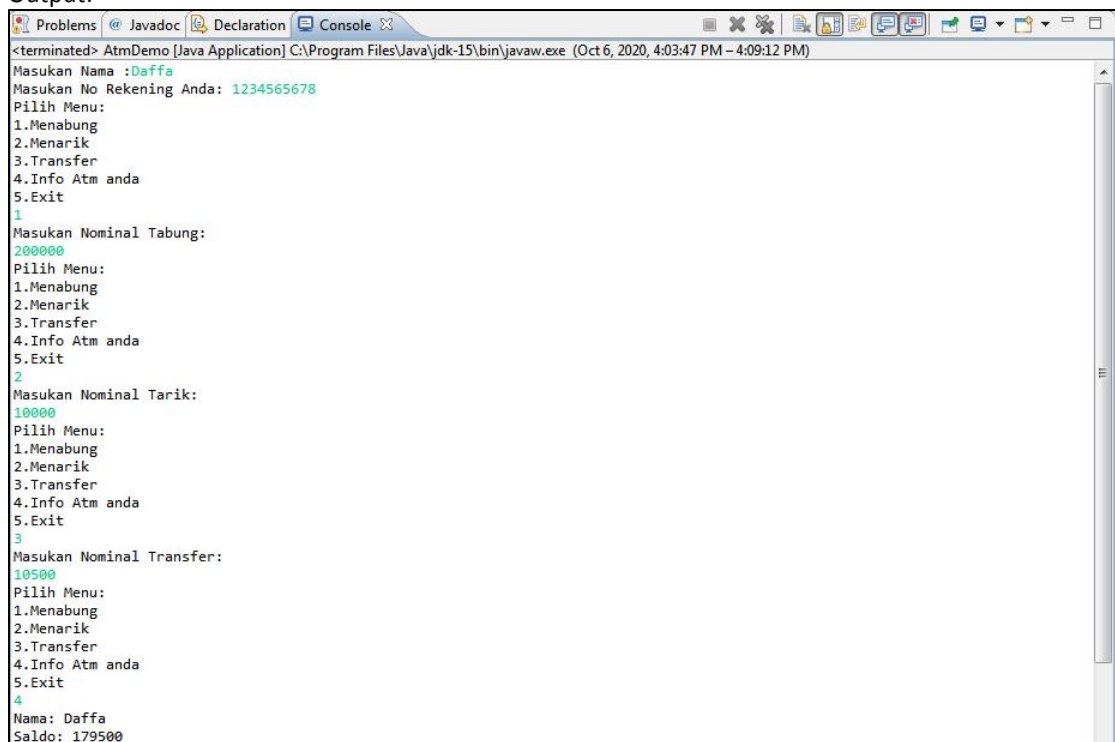 Output:
Problems @ Javadoc Declaration Console
<terminated> AtmDemo [Java Application] C:\Program Files\Java\jdk-15\bin\javaw.exe (Oct 6, 2020, 4:03:47 PM – 4:09:12 PM)
Masukan Nama :Daffa
Masukan No Rekening Anda: 1234565678
Pilih Menu:
1.Menabung
2.Menarik
3.Transfer
4.Info Atm anda
5.Exit
1
Masukan Nominal Tabung:
200000
Pilih Menu:
1.Menabung
2.Menarik
3.Transfer
4.Info Atm anda
5.Exit
2
Masukan Nominal Tarik:
10000
Pilih Menu:
1.Menabung
2.Menarik
3.Transfer
4.Info Atm anda
5.Exit
3
Masukan Nominal Transfer:
10500
Pilih Menu:
1.Menabung
2.Menarik
3.Transfer
4.Info Atm anda
5.Exit
4
Nama: Daffa
Saldo: 179500